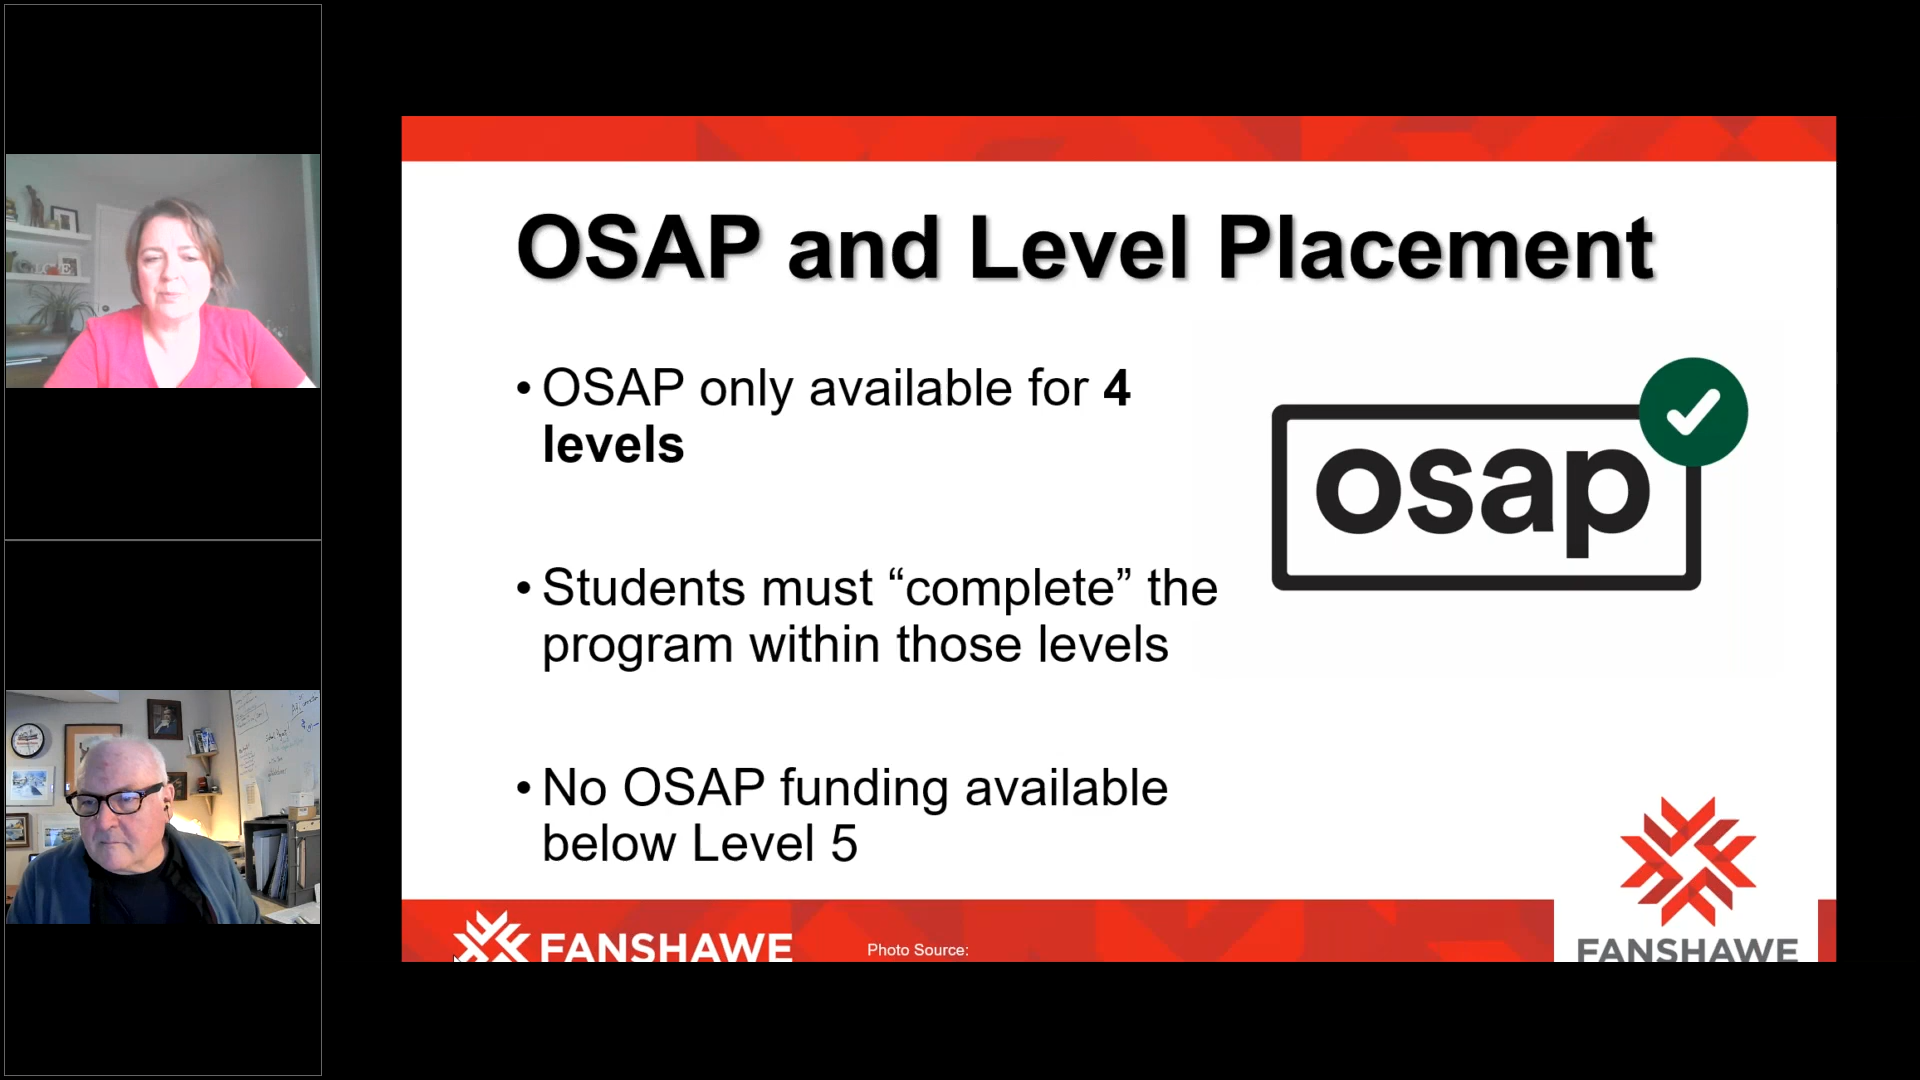 OSAP and Level Placement
• OSAP only available for 4
levels
osap
• Students must “complete” the
program within those levels
• No OSAP funding available
below Level 5
FANSHAWE
Photo Source:
FANSHAWE